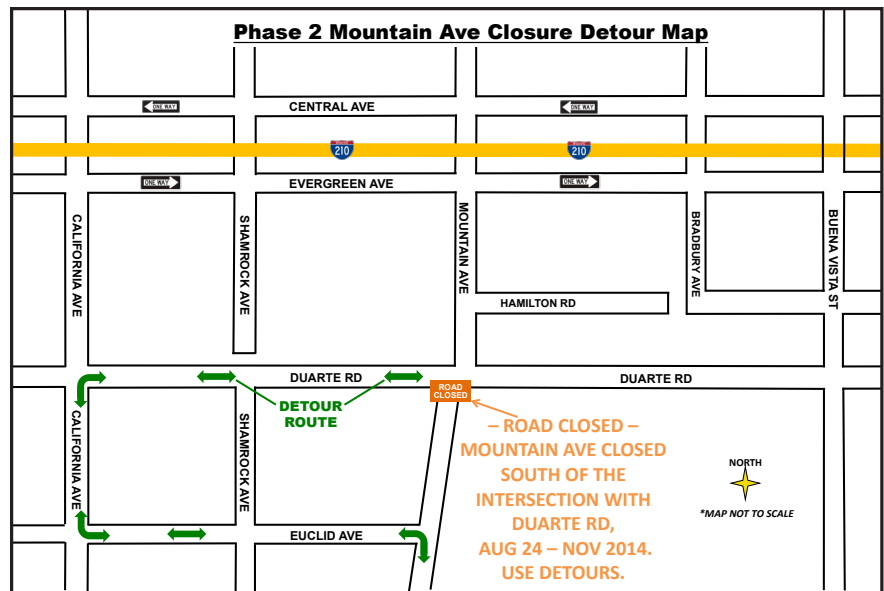 Phase 2 Mountain Ave Closure Detour Map
ONE WAY
CENTRAL AVE
ONE WAY
210
210
ONE WAY
EVERGREEN AVE
ONE WAY
CALIFORNIA AVE
SHAMROCK AVE
MOUNTAIN AVE
BRADBURY AVE
BUENA VISTA ST
HAMILTON RD
DUARTE RD
DUARTE RD
ROAD
CLOSED
DETOUR
ROUTE
CALIFORNIA AVE
SHAMROCK AVE
– ROAD CLOSED –
MOUNTAIN AVE CLOSED
SOUTH OF THE
INTERSECTION WITH
DUARTE RD,
AUG 24 – NOV 2014.
USE DETOURS.
NORTH
*MAP NOT TO SCALE
EUCLID AVE